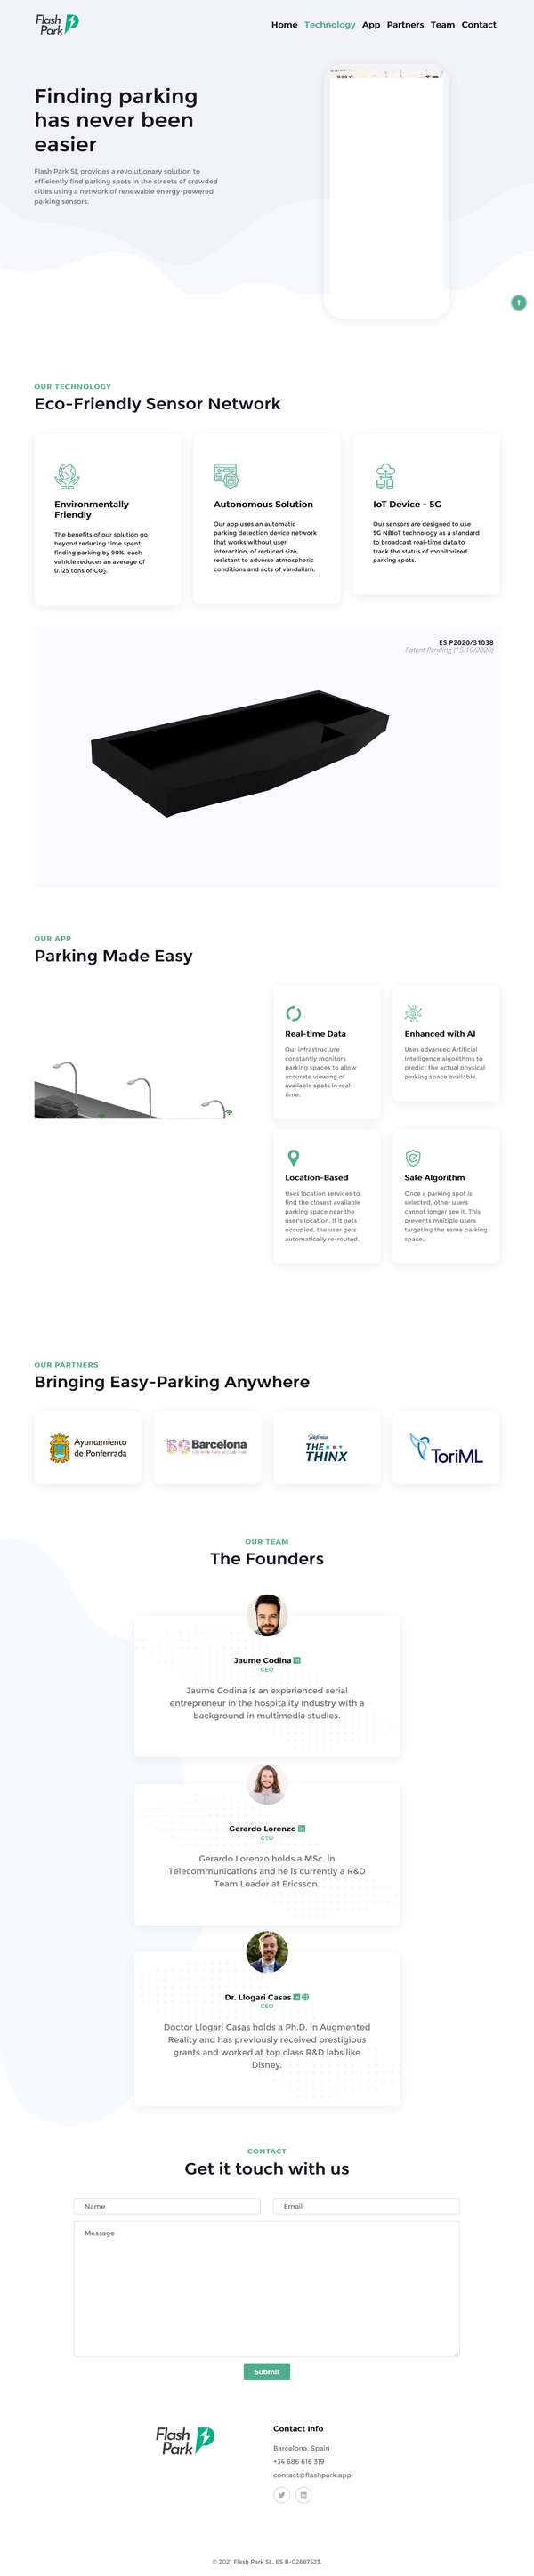 Flash
Park
Home Technology App Partners Team Contact
9:00
Finding parking
has never been
easier
Flash Park SL provides a revolutionary solution to
efficiently find parking spots in the streets of crowded
cities using a network of renewable energy-powered
parking sensors.
OUR TECHNOLOGY
Eco-Friendly Sensor Network
Environmentally
Friendly
The benefits of our solution go
beyond reducing time spent
finding parking by 90%, each
vehicle reduces an average of
0.125 tons of CO₂.
Autonomous Solution
Our app uses an automatic
parking detection device network
that works without user
interaction, of reduced size,
resistant to adverse atmospheric
conditions and acts of vandalism.
IoT Device - 5G
Our sensors are designed to use
5G NBIoT technology as a standard
to broadcast real-time data to
track the status of monitorized
parking spots.
ES P2020/31038
Patent Pending (15/10/2020)
OUR APP
Parking Made Easy
Real-time Data
Our infrastructure
constantly monitors
parking spaces to allow
accurate viewing of
available spots in real-
time.
Enhanced with AI
Uses advanced Artificial
Intelligence algorithms to
predict the actual physical
parking space available.
Location-Based
Uses location services to
find the closest available
parking space near the
user's location. If it gets
occupied, the user gets
automatically re-routed.
Safe Algorithm
Once a parking spot is
selected, other users
cannot longer see it. This
prevents multiple users
targeting the same parking
space.
OUR PARTNERS
Bringing Easy-Parking Anywhere
Ayuntamiento
de Ponferrada
5G Barcelona
Telefónica
THE
THINX
ToriML
OUR TEAM
The Founders
Jaume Codina
CEO
Jaume Codina is an experienced serial
entrepreneur in the hospitality industry with a
background in multimedia studies.
Gerardo Lorenzo
CTO
Gerardo Lorenzo holds a MSc. in
Telecommunications and he is currently a R&D
Team Leader at Ericsson.
Dr. Llogari Casas
CSO
Doctor Llogari Casas holds a Ph.D. in Augmented
Reality and has previously received prestigious
grants and worked at top class R&D labs like
Disney.
CONTACT
Get it touch with us
Name
Email
Message
Submit
Flash
Park
Contact Info
Barcelona, Spain
+34 686 616 319
contact@flashpark.app
© 2021 Flash Park SL. ES B-02687523.